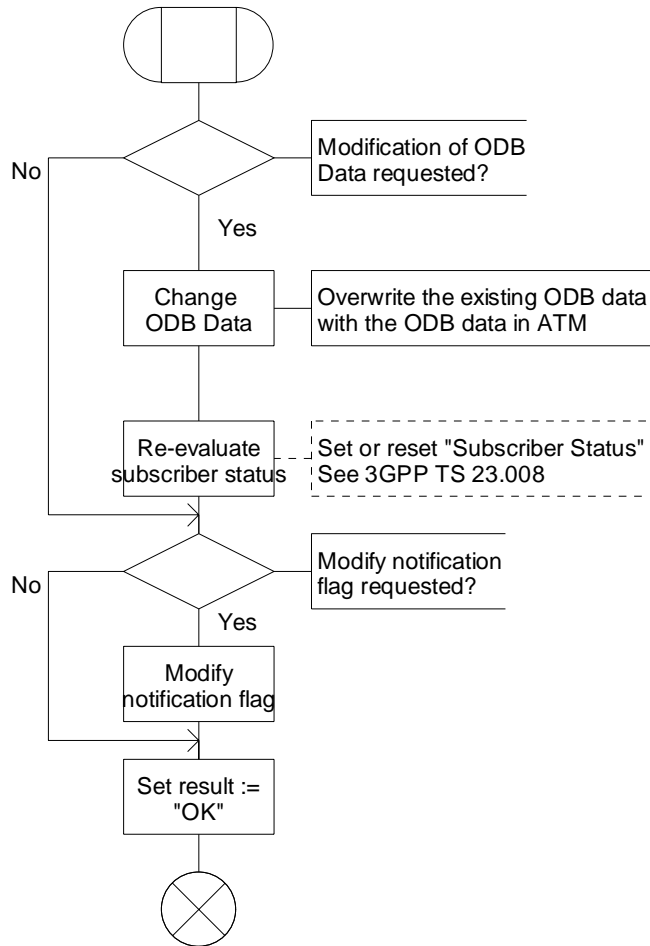 Modification of ODB
Data requested?
No
Yes
Change
ODB Data
Overwrite the existing ODB data
with the ODB data in ATM
Re-evaluate
subscriber status
Set or reset "Subscriber Status"
See 3GPP TS 23.008
Modify notification
flag requested?
No
Yes
Modify
notification flag
Set result :=
"OK"